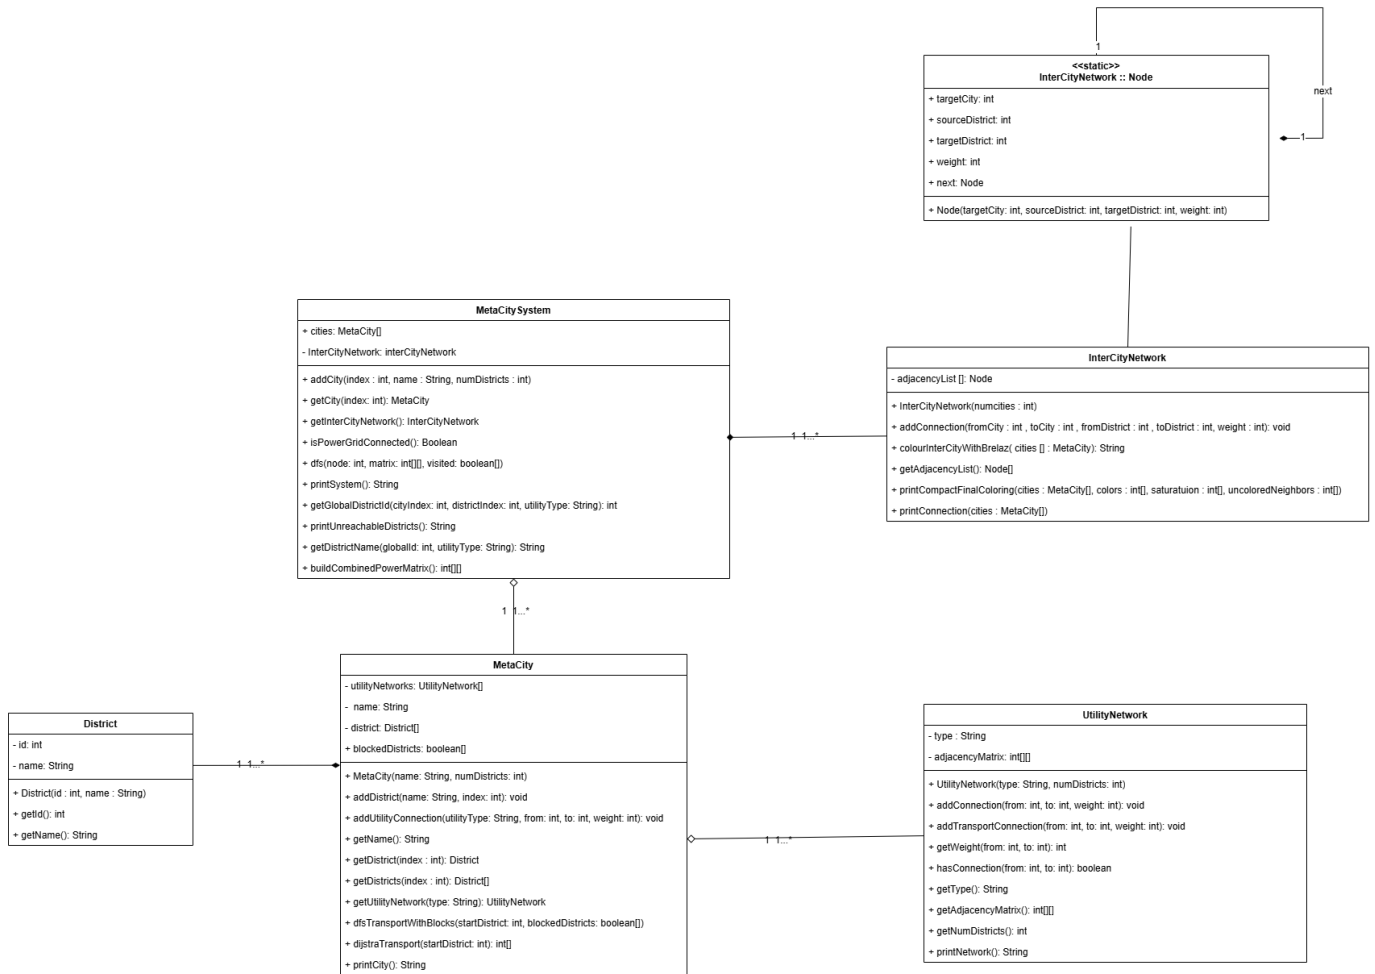 1
<<static>>
InterCityNetwork :: Node
+ targetCity: int
+ sourceDistrict: int
+ targetDistrict: int
+ weight: int
+ next: Node
+ Node(targetCity: int, sourceDistrict: int, targetDistrict: int, weight: int)
next
1
MetaCitySystem
+ cities: MetaCity[]
- InterCityNetwork: interCityNetwork
+ addCity(index : int, name : String, numDistricts : int)
+ getCity(index: int): MetaCity
+ getInterCityNetwork(): InterCityNetwork
+ isPowerGridConnected(): Boolean
+ dfs(node: int, matrix: int[][], visited: boolean[])
+ printSystem(): String
+ getGlobalDistrictId(cityIndex: int, districtIndex: int, utilityType: String): int
+ printUnreachableDistricts(): String
+ getDistrictName(globalId: int, utilityType: String): String
+ buildCombinedPowerMatrix(): int[][]
1 1...*
InterCityNetwork
- adjacencyList []: Node
+ InterCityNetwork(numcities : int)
+ addConnection(fromCity : int , toCity : int , fromDistrict : int , toDistrict : int, weight : int): void
+ colourInterCityWithBrelaz( cities [] : MetaCity): String
+ getAdjacencyList(): Node[]
+ printCompactFinalColoring(cities : MetaCity[], colors : int[], saturatuion : int[], uncoloredNeighbors : int[])
+ printConnection(cities : MetaCity[])
1 1...*
MetaCity
- utilityNetworks: UtilityNetwork[]
- name: String
- district: District[]
+ blockedDistricts: boolean[]
+ MetaCity(name: String, numDistricts: int)
+ addDistrict(name: String, index: int): void
+ addUtilityConnection(utilityType: String, from: int, to: int, weight: int): void
+ getName(): String
+ getDistrict(index : int): District
+ getDistricts(index : int): District[]
+ getUtilityNetwork(type: String): UtilityNetwork
+ dfsTransportWithBlocks(startDistrict: int, blockedDistricts: boolean[])
+ dijstraTransport(startDistrict: int): int[]
+ printCity(): String
District
- id: int
- name: String
+ District(id : int, name : String)
+ getId(): int
+ getName(): String
1 1...*
1 1...*
UtilityNetwork
- type : String
- adjacencyMatrix: int[][]
+ UtilityNetwork(type: String, numDistricts: int)
+ addConnection(from: int, to: int, weight: int): void
+ addTransportConnection(from: int, to: int, weight: int): void
+ getWeight(from: int, to: int): int
+ hasConnection(from: int, to: int): boolean
+ getType(): String
+ getAdjacencyMatrix(): int[][]
+ getNumDistricts(): int
+ printNetwork(): String